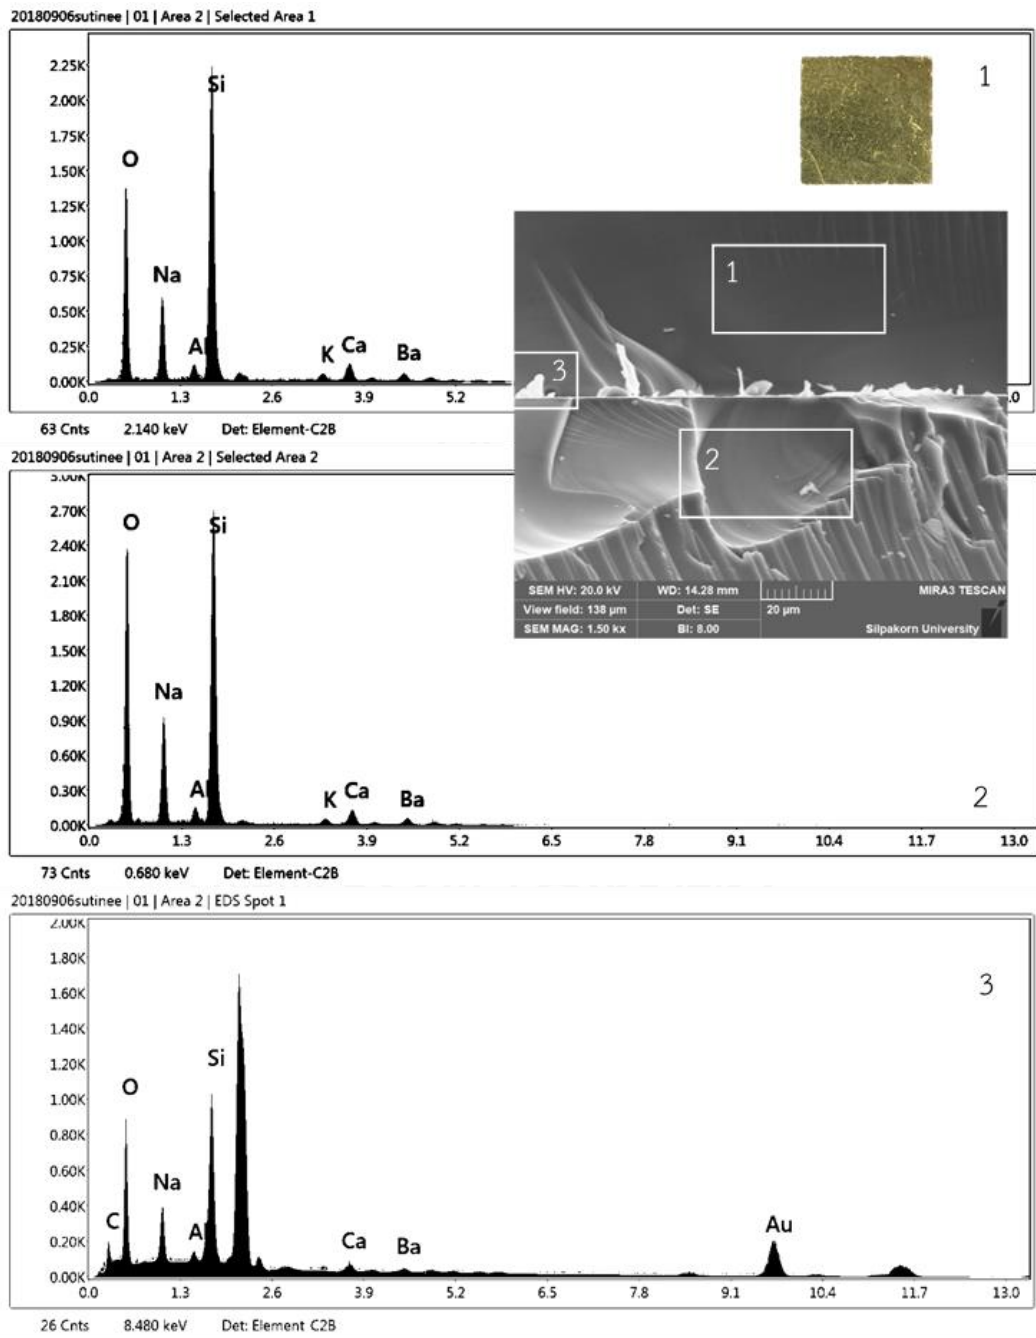 20180906sutinee | 01 | Area 2 | Selected Area 1
1
2.25K
2.00K
1.75K
1.50K
1.25K
1.00K
0.75K
0.50K
0.25K
0.00K
O
Na
A
Si
K
Ca
Ba
0.0 1.3 2.6 3.9 5.2 .0
63 Cnts 2.140 keV Det: Element-C2B
1
3
2
SEM HV: 20.0 kV WD: 14.28 mm MIRA3 TESCAN
View field: 138 µm Det: SE 20 µm
SEM MAG: 1.50 kx BI: 8.00 Silpakorn University
20180906sutinee | 01 | Area 2 | Selected Area 2
3.00K
2.70K
2.40K
2.10K
1.80K
1.50K
1.20K
0.90K
0.60K
0.30K
0.00K
O
Na
A
Si
K
Ca
Ba
2
0.0 1.3 2.6 3.9 5.2 6.5 7.8 9.1 10.4 11.7 13.0
73 Cnts 0.680 keV Det: Element-C2B
20180906sutinee | 01 | Area 2 | EDS Spot 1
2.00K
1.80K
1.60K
1.40K
1.20K
1.00K
0.80K
0.60K
0.40K
0.20K
0.00K
C
O
Na
A
Si
Ca
Ba
Au
3
0.0 1.3 2.6 3.9 5.2 6.5 7.8 9.1 10.4 11.7 13.0
26 Cnts 8.480 keV Det: Element C2B